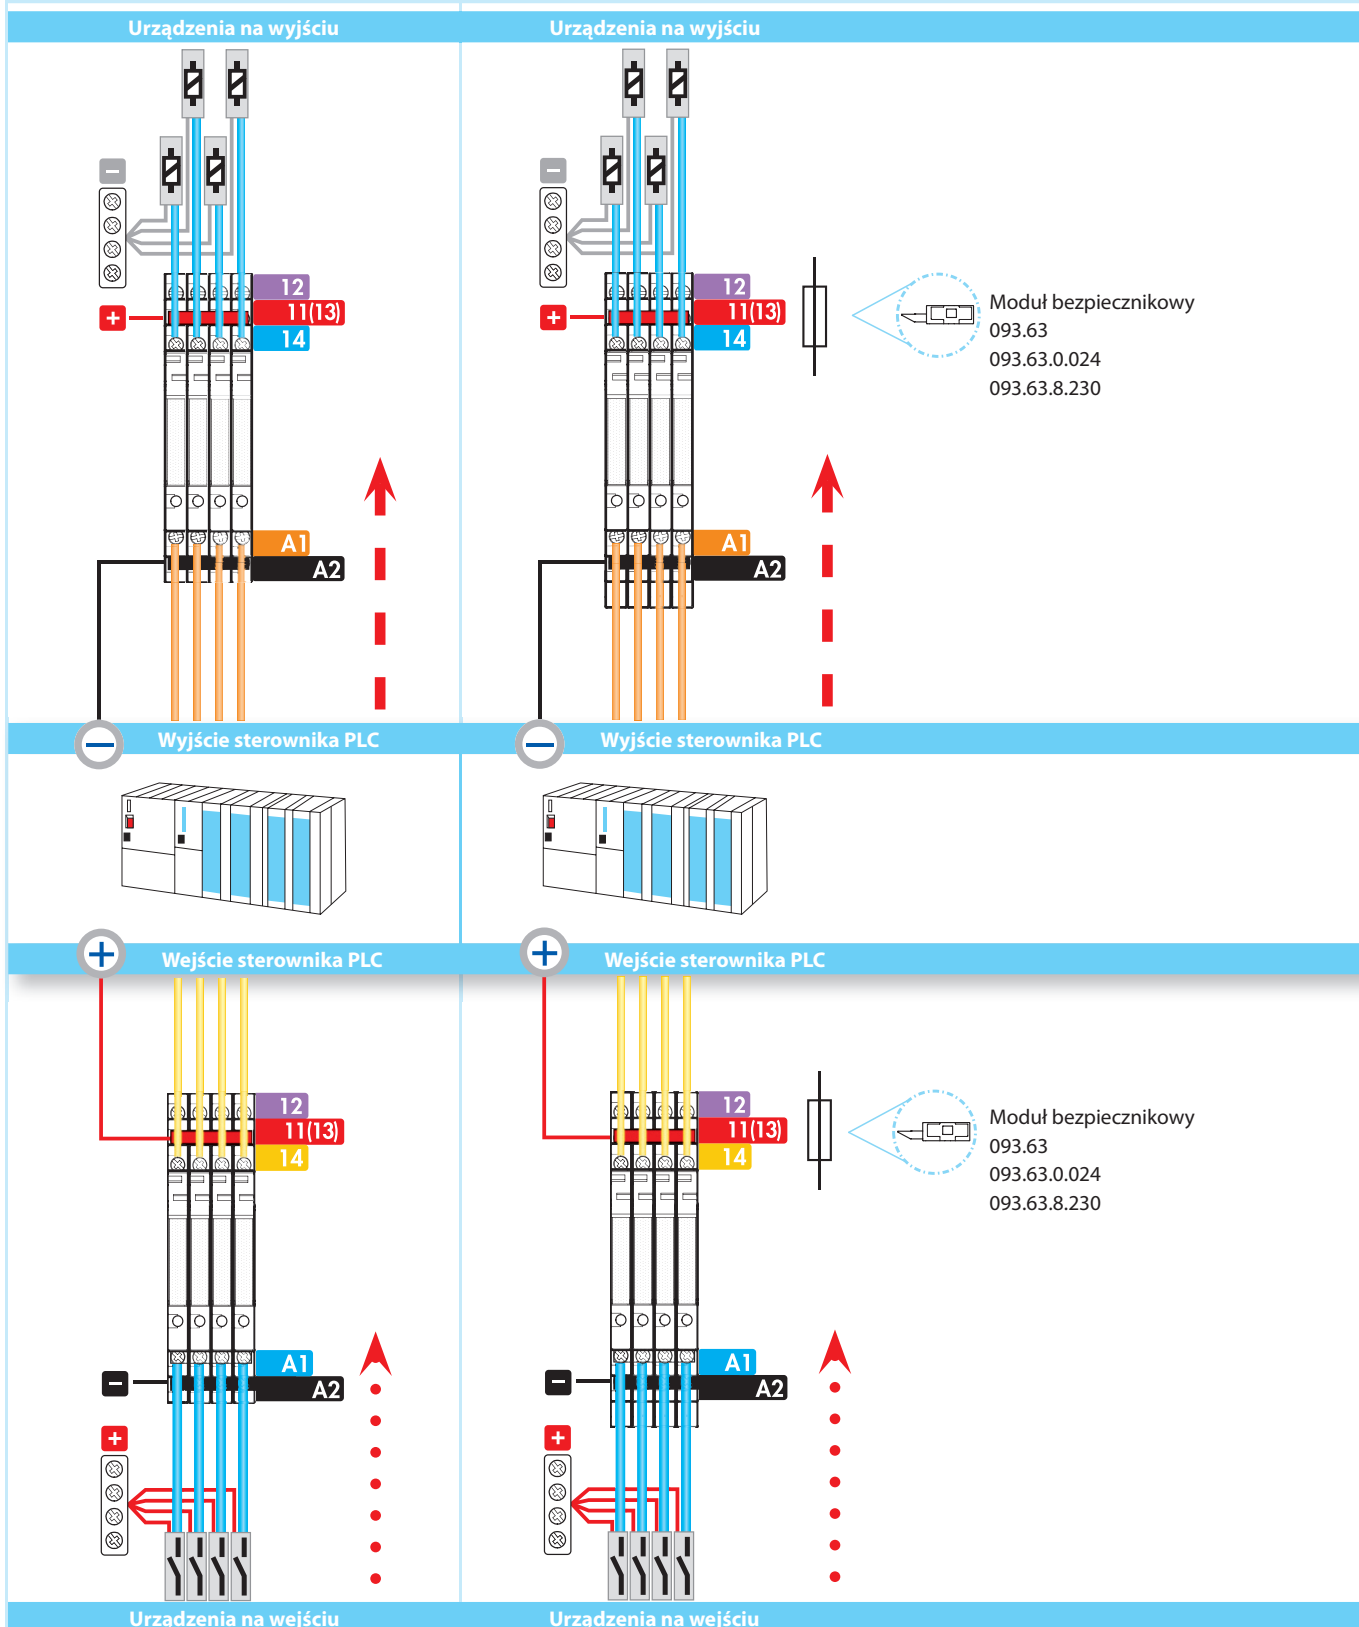 Urządzenia na wyjściu
Urządzenia na wyjściu
12
11(13)
14
A1
A2
12
11(13)
14
A1
A2
Moduł bezpiecznikowy
093.63
093.63.0.024
093.63.8.230
Wyjście sterownika PLC
Wyjście sterownika PLC
Wejście sterownika PLC
Wejście sterownika PLC
12
11(13)
14
A1
A2
12
11(13)
14
A1
A2
Moduł bezpiecznikowy
093.63
093.63.0.024
093.63.8.230
Urządzenia na wejściu
Urządzenia na wejściu